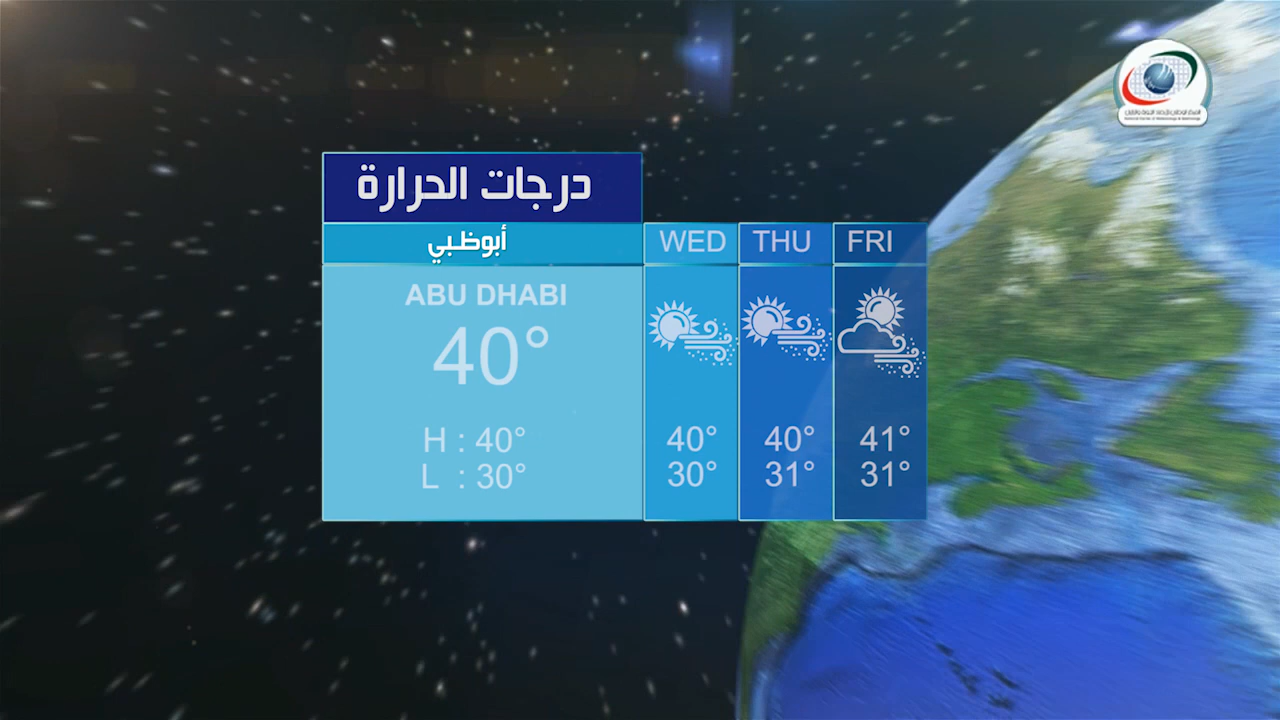 درجات الحرارة
أبوظبي
WED THU FRI
ABU DHABI
40°
H : 40°
L : 30°
40° 40° 41°
30° 31° 31°